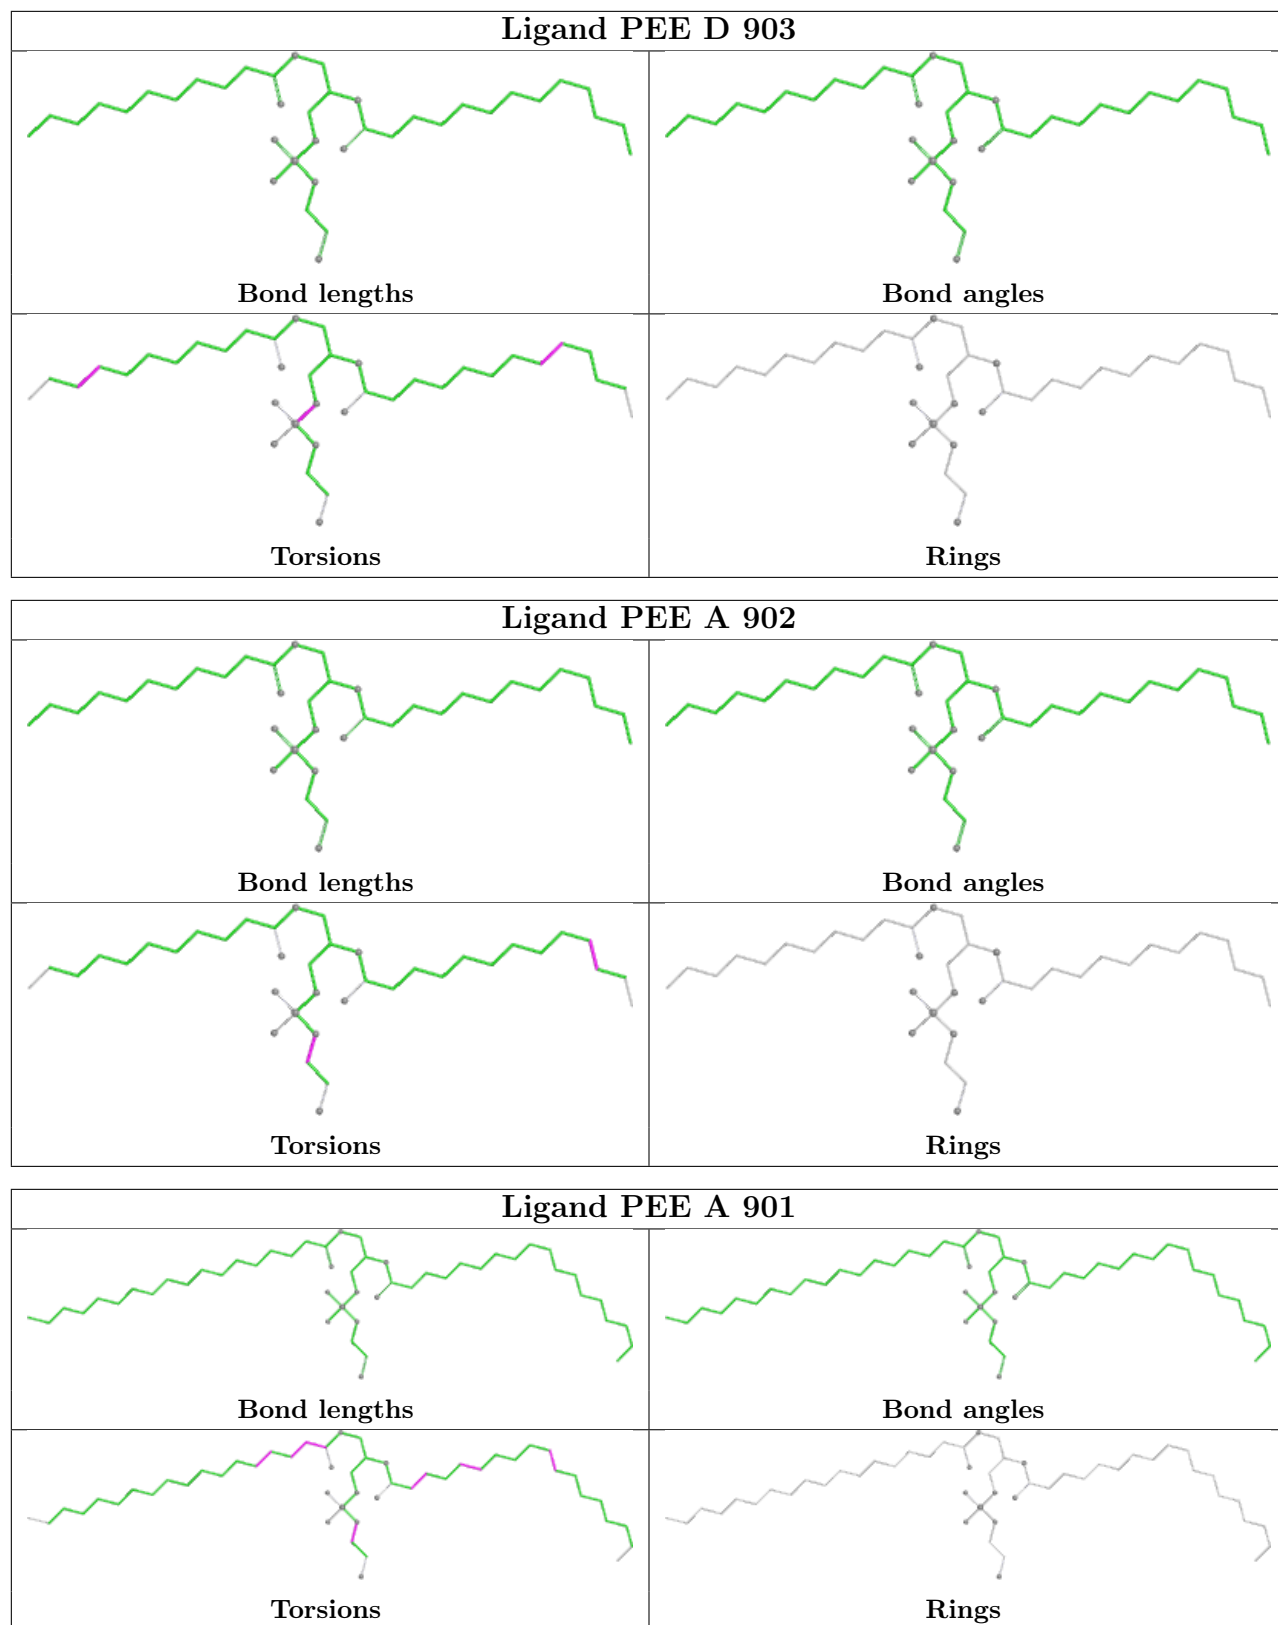 Ligand PEE D 903
Bond lengths
Bond angles
Torsions
Rings
Ligand PEE A 902
Bond lengths
Bond angles
Torsions
Rings
Ligand PEE A 901
Bond lengths
Bond angles
Torsions
Rings